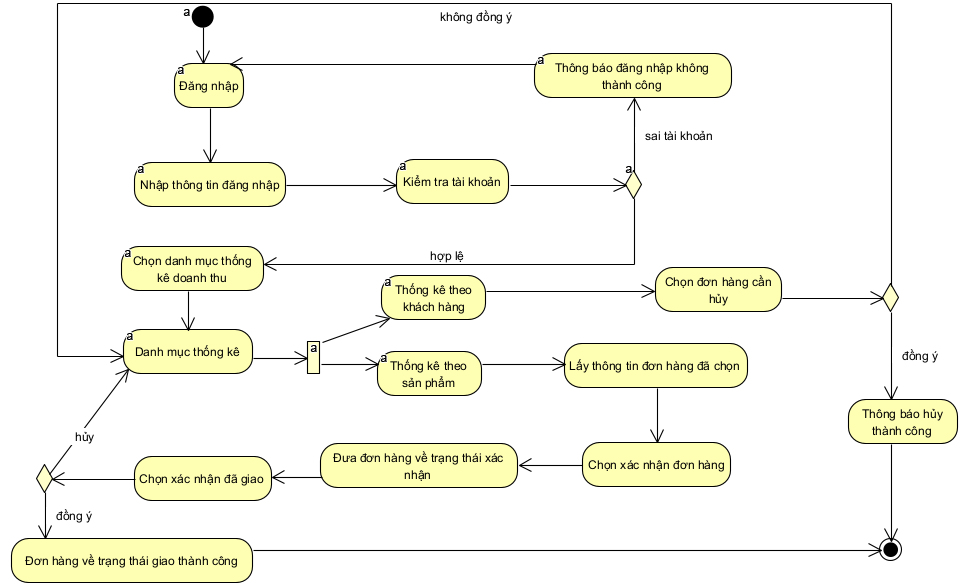 không đồng ý
a
a
Đăng nhập
a
Thông báo đăng nhập không
thành công
sai tài khoản
a
Nhập thông tin đăng nhập
a
Kiểm tra tài khoản
a
hợp lệ
a
Chọn danh mục thống
kê doanh thu
a
Thống kê theo
khách hàng
Chọn đơn hàng cần
hủy
a
Danh mục thống kê
a
a
Thống kê theo
sản phẩm
Lấy thông tin đơn hàng đã chọn
đồng ý
Thông báo hủy
thành công
hủy
Chọn xác nhận đơn hàng
Đưa đơn hàng về trạng thái xác
nhận
Chọn xác nhận đã giao
đồng ý
Đơn hàng về trạng thái giao thành công